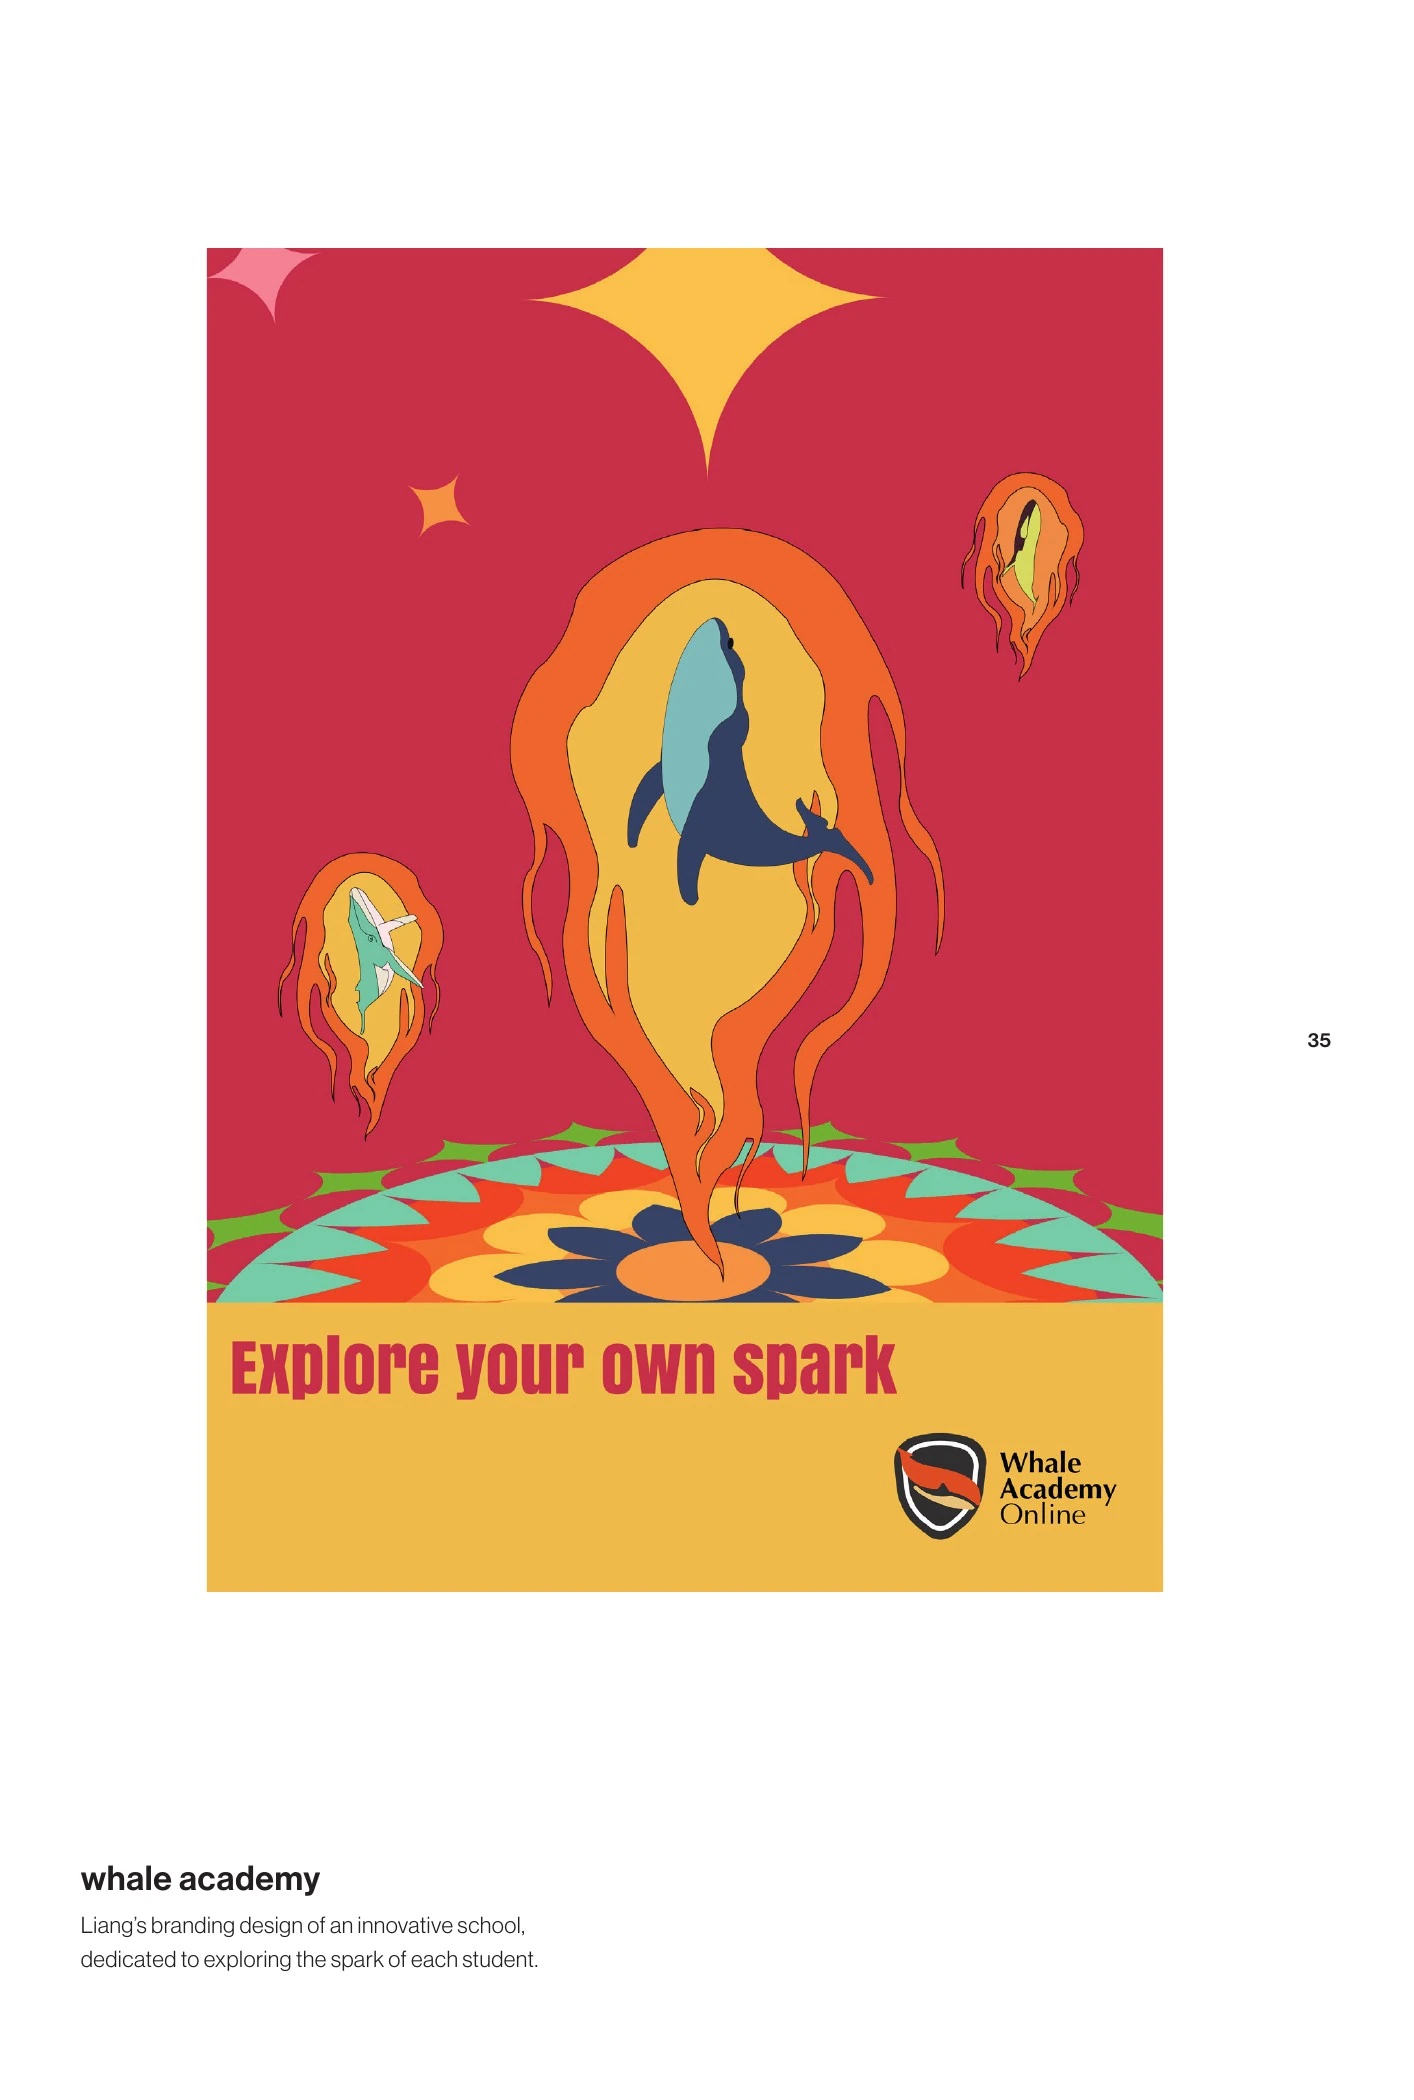 Explore your own spark
Whale
Academy
Online
35
whale academy
Liang’s branding design of an innovative school,
dedicated to exploring the spark of each student.